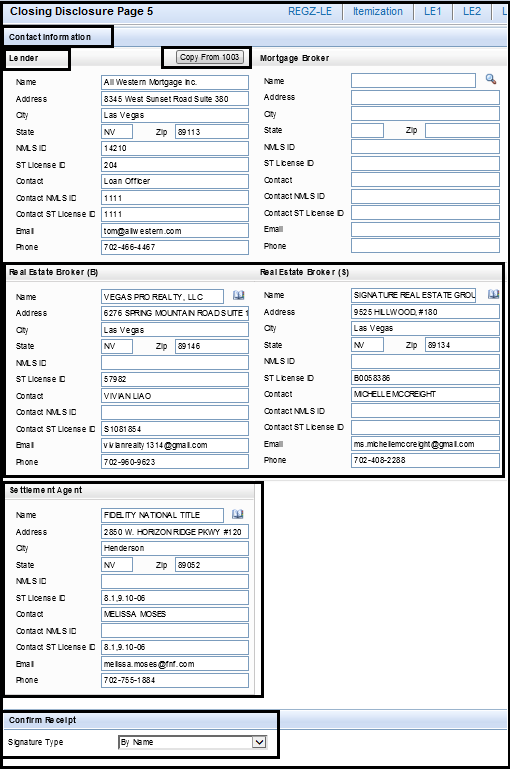 Closing Disclosure Page 5 REGZ-LE Itemization LE1 LE2 L
Contact Information
Lender Copy From 1003
Name All Western Mortgage Inc.
Address 8345 West Sunset Road Suite 380
City Las Vegas
State NV Zip 89113
NMLS ID 14210
ST License ID 204
Contact Loan Officer
Contact NMLS ID 1111
Contact ST License ID 1111
Email tom@allwestern.com
Phone 702-466-4467
Mortgage Broker
Name
Address
City
State Zip
NMLS ID
ST License ID
Contact
Contact NMLS ID
Contact ST License ID
Email
Phone
Real Estate Broker (B)
Name VEGAS PRO REALTY, LLC
Address 6276 SPRING MOUNTAIN ROAD SUITE 1
City Las Vegas
State NV Zip 89146
NMLS ID
ST License ID 57982
Contact VIVIAN LIAO
Contact NMLS ID
Contact ST License ID S1081854
Email vivianrealty1314@gmail.com
Phone 702-960-9623
Real Estate Broker (S)
Name SIGNATURE REAL ESTATE GROU
Address 9525 HILLWOOD, #180
City Las Vegas
State NV Zip 89134
NMLS ID
ST License ID B0058386
Contact MICHELLE MCCREIGHT
Contact NMLS ID
Contact ST License ID
Email ms.michellemccreight@gmail.com
Phone 702-408-2288
Settlement Agent
Name FIDELITY NATIONAL TITLE
Address 2850 W. HORIZON RIDGE PKWY #120
City Henderson
State NV Zip 89052
NMLS ID
ST License ID 8.1,9.10-06
Contact MELISSA MOSES
Contact NMLS ID
Contact ST License ID 8.1,9.10-06
Email melissa.moses@fnf.com
Phone 702-755-1884
Confirm Receipt
Signature Type By Name